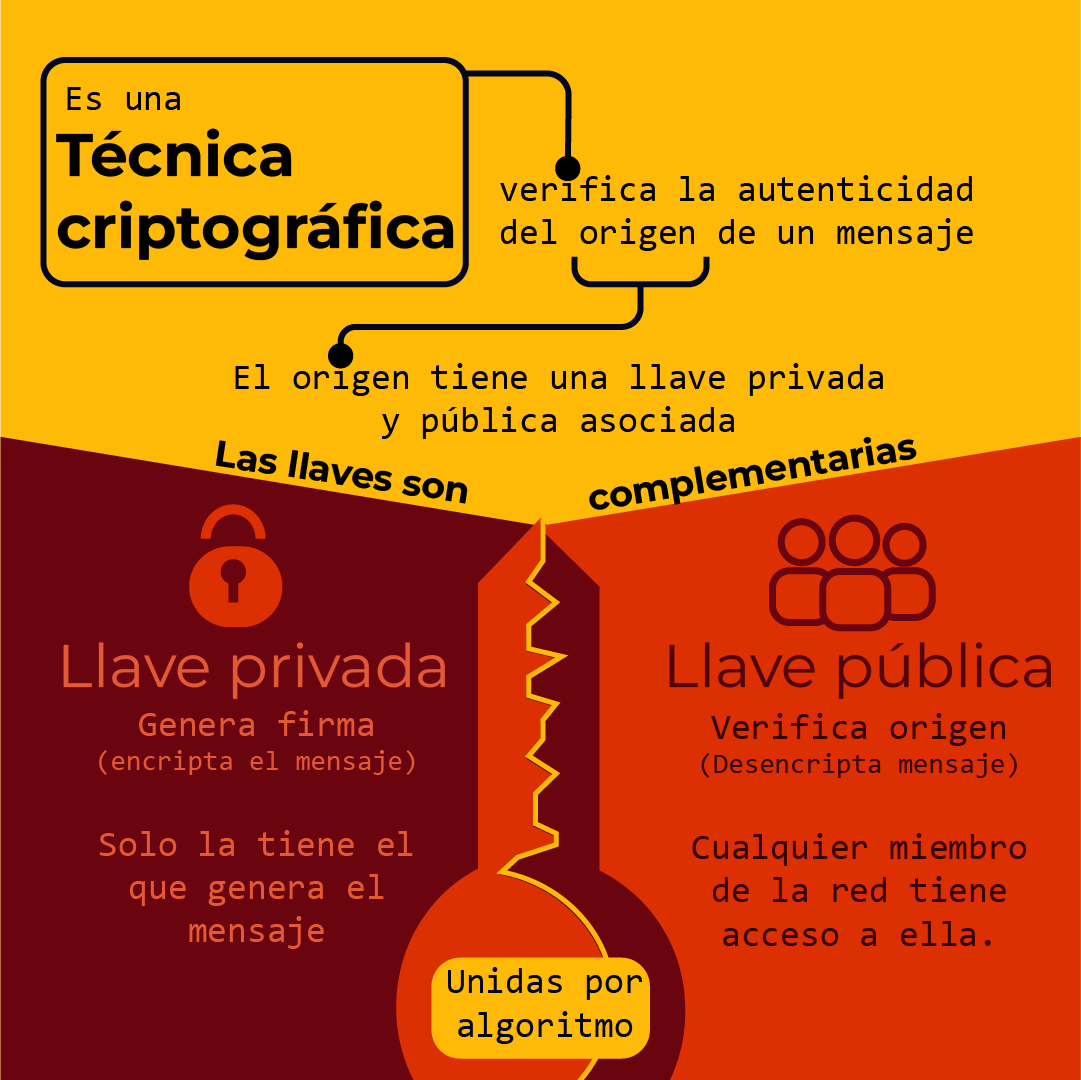 Es una
Técnica
criptográfica
verifica la autenticidad
del origen de un mensaje
El origen tiene una llave privada
y pública asociada
Las llaves son complementarias
Llave privada
Genera firma
(encripta el mensaje)
Solo la tiene el
que genera el
mensaje
Llave pública
Verifica origen
(Desencripta mensaje)
Cualquier miembro
de la red tiene
acceso a ella.
Unidas por
algoritmo